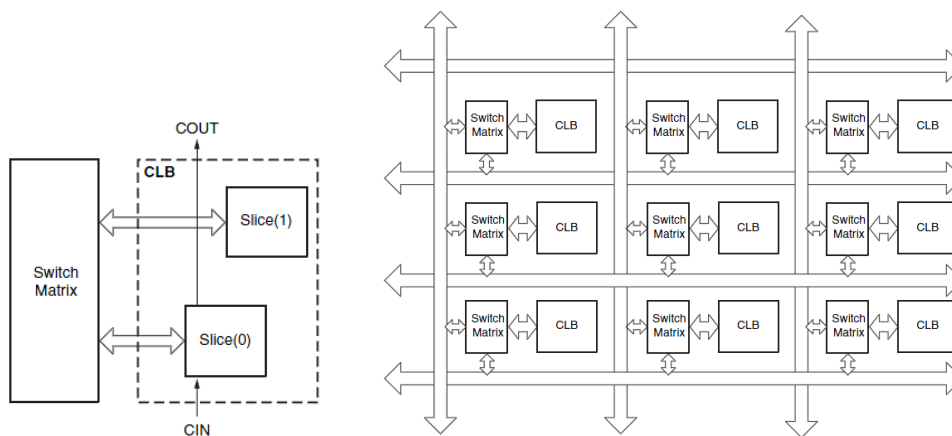 COUT
CLB
Slice(1)
Switch
Matrix
Slice(0)
CIN
Switch
Matrix
CLB
Switch
Matrix
CLB
Switch
Matrix
CLB
Switch
Matrix
CLB
Switch
Matrix
CLB
Switch
Matrix
CLB
Switch
Matrix
CLB
Switch
Matrix
CLB
Switch
Matrix
CLB